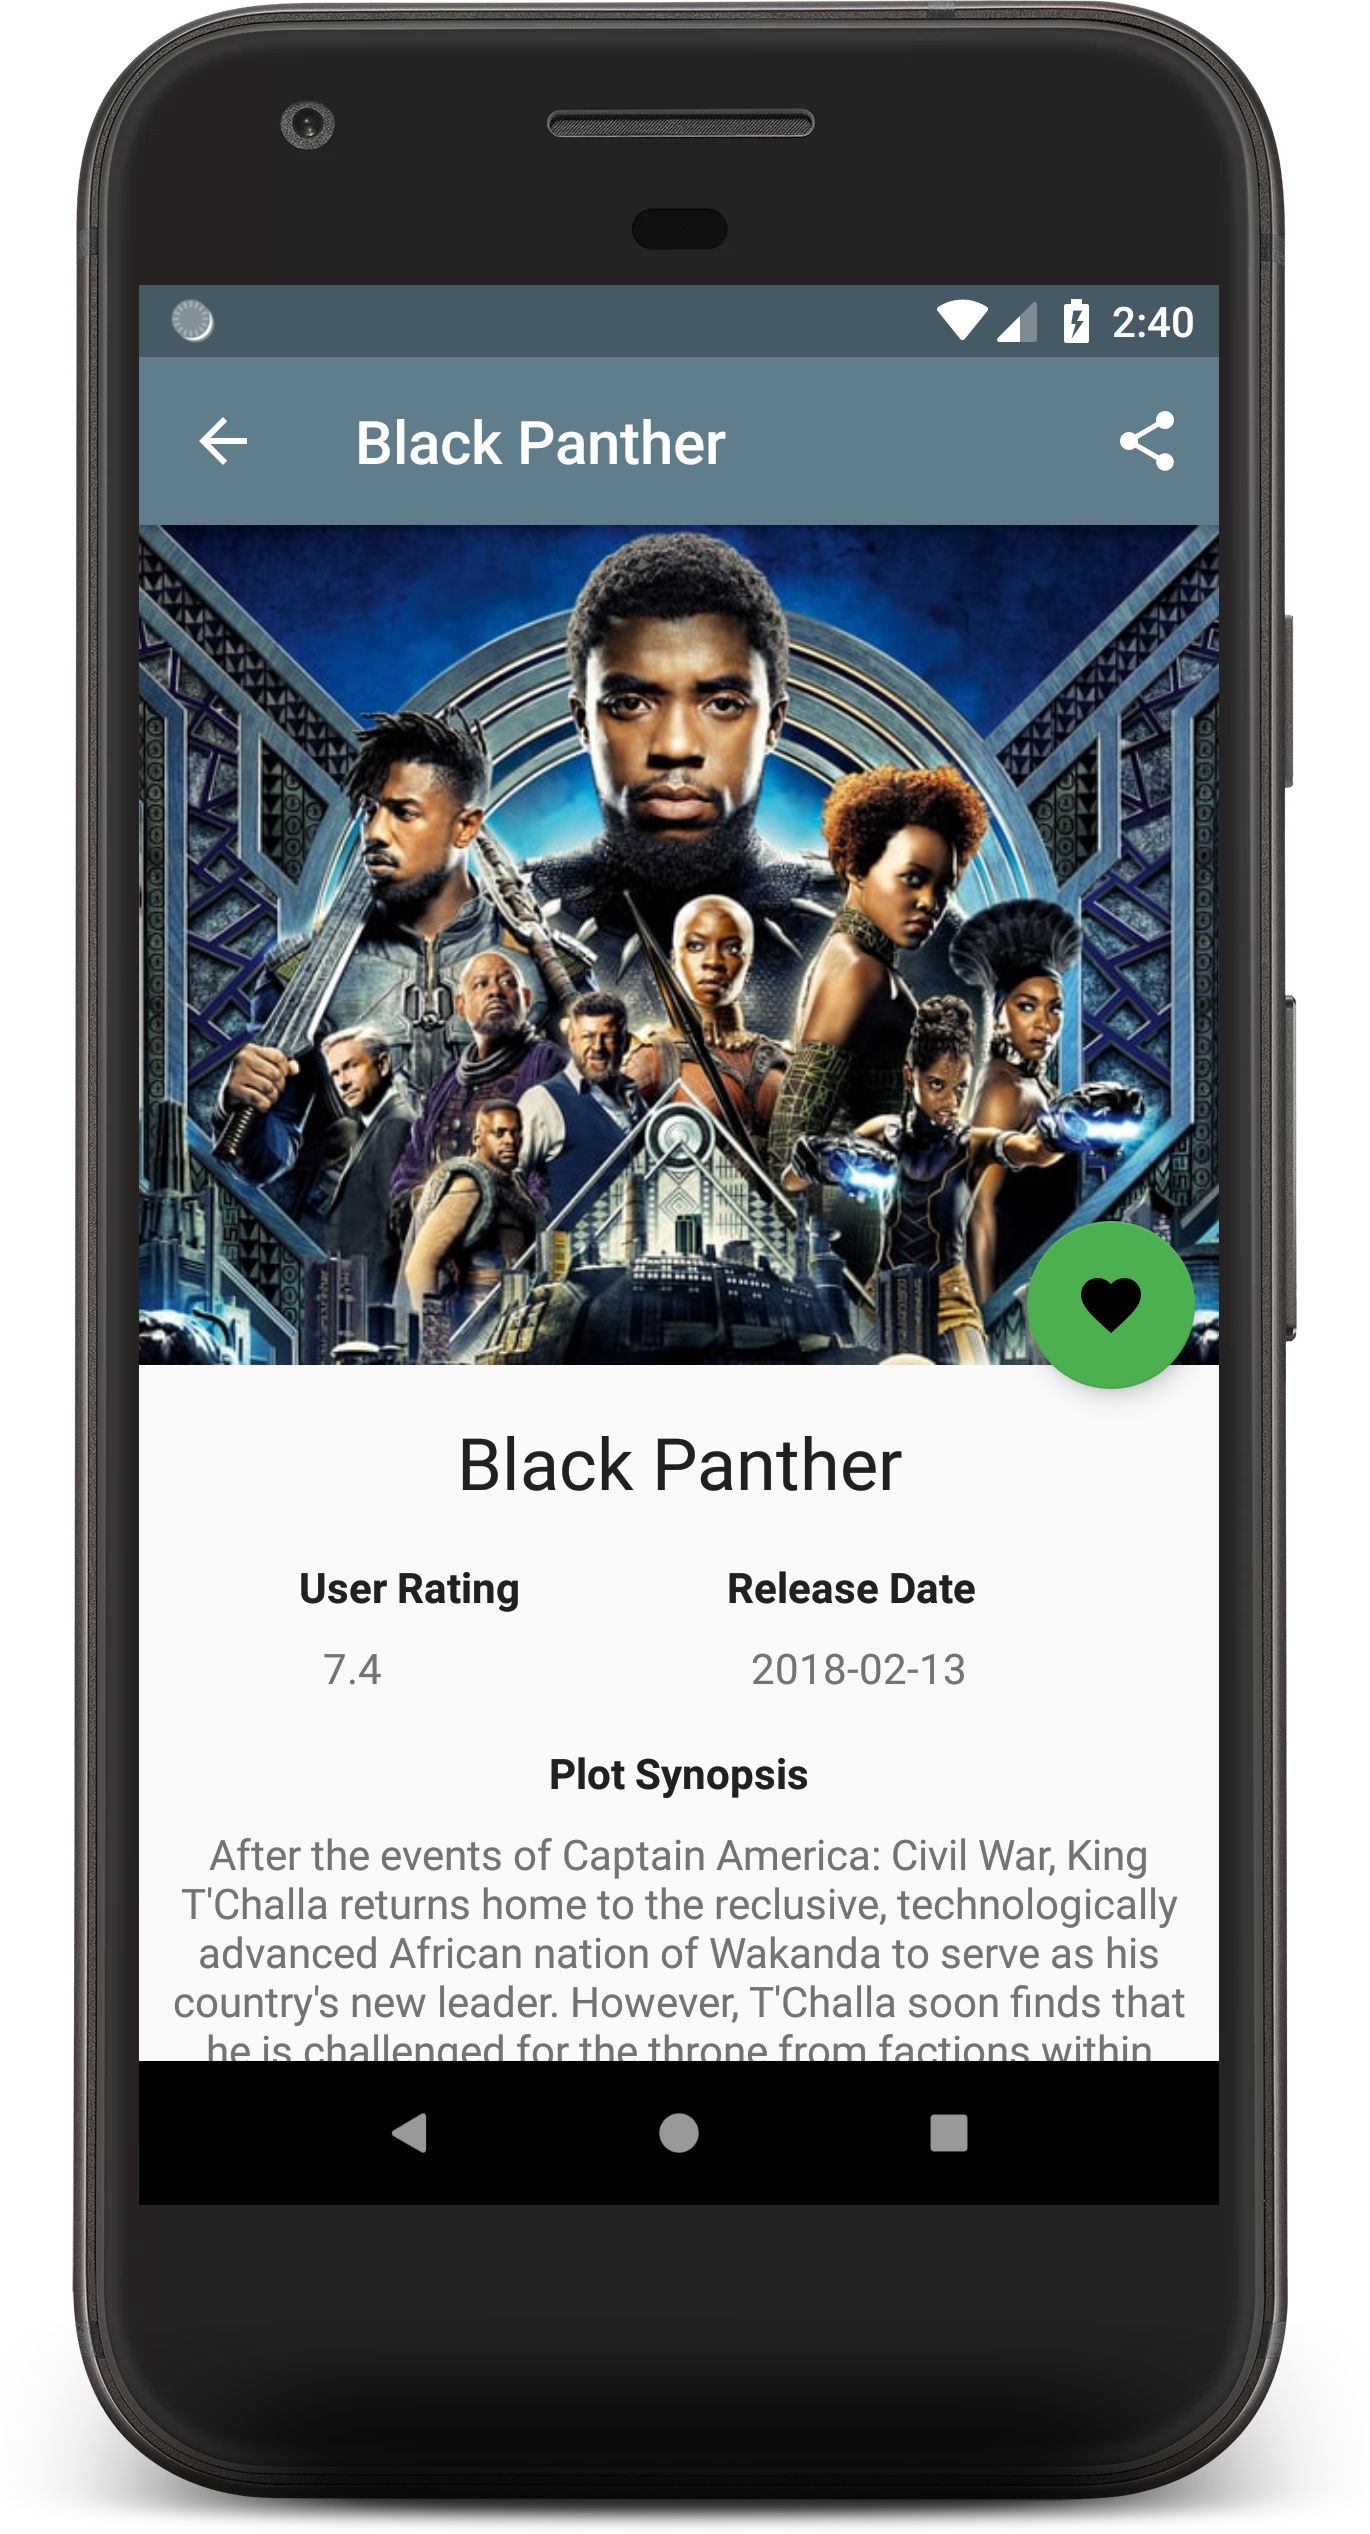 2:40
Black Panther
Black Panther
User Rating
Release Date
7.4
2018-02-13
Plot Synopsis
After the events of Captain America: Civil War, King
T'Challa returns home to the reclusive, technologically
advanced African nation of Wakanda to serve as his
country's new leader. However, T'Challa soon finds that
he is challenged for the throne from factions within